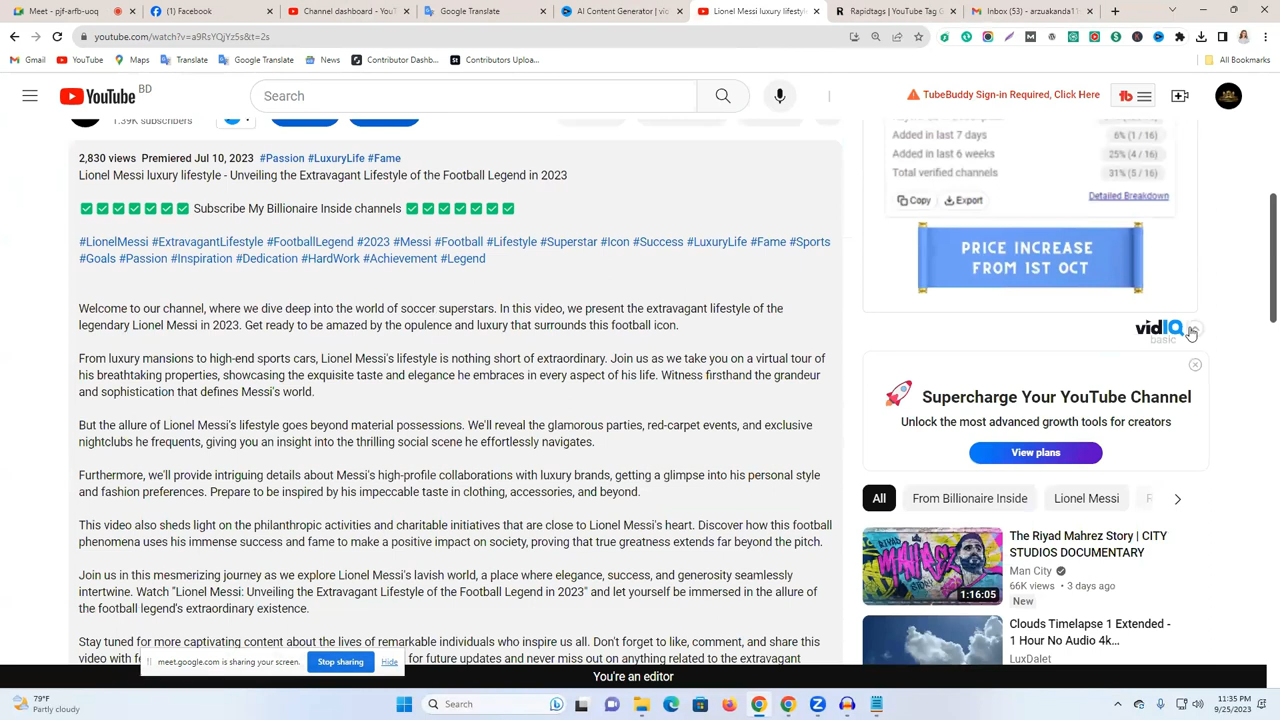 Meet - pjf-arfb-uoq
Facebook
Channel dashboard - YouT
Google Translate
AI Content Generator | vid
Lionel Messi luxury lifestyl
Rapidtags | YouTube Tag G
Inbox (53) - arzuakanda11
youtube.com/watch?v=a9RsYQjYz5s&t=2s
Gmail
YouTube
Maps
Translate
Google Translate
News
Contributor Dashb...
Contributors Uploa...
All Bookmarks
YouTube BD
Search
TubeBuddy Sign-in Required, Click Here
1.39K subscribers
2,830 views Premiered Jul 10, 2023 #Passion #LuxuryLife #Fame
Lionel Messi luxury lifestyle - Unveiling the Extravagant Lifestyle of the Football Legend in 2023
✅✅✅✅✅✅✅ Subscribe My Billionaire Inside channels ✅✅✅✅✅✅✅
#LionelMessi #ExtravagantLifestyle #FootballLegend #2023 #Messi #Football #Lifestyle #Superstar #Icon #Success #LuxuryLife #Fame #Sports
#Goals #Passion #Inspiration #Dedication #HardWork #Achievement #Legend
Welcome to our channel, where we dive deep into the world of soccer superstars. In this video, we present the extravagant lifestyle of the
legendary Lionel Messi in 2023. Get ready to be amazed by the opulence and luxury that surrounds this football icon.
From luxury mansions to high-end sports cars, Lionel Messi's lifestyle is nothing short of extraordinary. Join us as we take you on a virtual tour of
his breathtaking properties, showcasing the exquisite taste and elegance he embraces in every aspect of his life. Witness firsthand the grandeur
and sophistication that defines Messi's world.
But the allure of Lionel Messi's lifestyle goes beyond material possessions. We'll reveal the glamorous parties, red-carpet events, and exclusive
nightclubs he frequents, giving you an insight into the thrilling social scene he effortlessly navigates.
Furthermore, we'll provide intriguing details about Messi's high-profile collaborations with luxury brands, getting a glimpse into his personal style
and fashion preferences. Prepare to be inspired by his impeccable taste in clothing, accessories, and beyond.
This video also sheds light on the philanthropic activities and charitable initiatives that are close to Lionel Messi's heart. Discover how this football
phenomena uses his immense success and fame to make a positive impact on society, proving that true greatness extends far beyond the pitch.
Join us in this mesmerizing journey as we explore Lionel Messi's lavish world, a place where elegance, success, and generosity seamlessly
intertwine. Watch "Lionel Messi: Unveiling the Extravagant Lifestyle of the Football Legend in 2023" and let yourself be immersed in the allure of
the football legend's extraordinary existence.
Stay tuned for more captivating content about the lives of remarkable individuals who inspire us all. Don't forget to like, comment, and share this
video with for future updates and never miss out on anything related to the extravagant
Added in last 7 days 6% (1 / 16)
Added in last 6 weeks 25% (4 / 16)
Total verified channels 31% (5 / 16)
Copy Export Detailed Breakdown
PRICE INCREASE
FROM 1ST OCT
vidIQ
basic
Supercharge Your YouTube Channel
Unlock the most advanced growth tools for creators
View plans
All From Billionaire Inside Lionel Messi
MAHREZ
1:16:05
The Riyad Mahrez Story | CITY
STUDIOS DOCUMENTARY
Man City
66K views • 3 days ago
New
Clouds Timelapse 1 Extended -
1 Hour No Audio 4k...
LuxDalet
meet.google.com is sharing your screen. Stop sharing Hide
You're an editor
79°F
Partly cloudy
Search
11:35 PM
9/25/2023